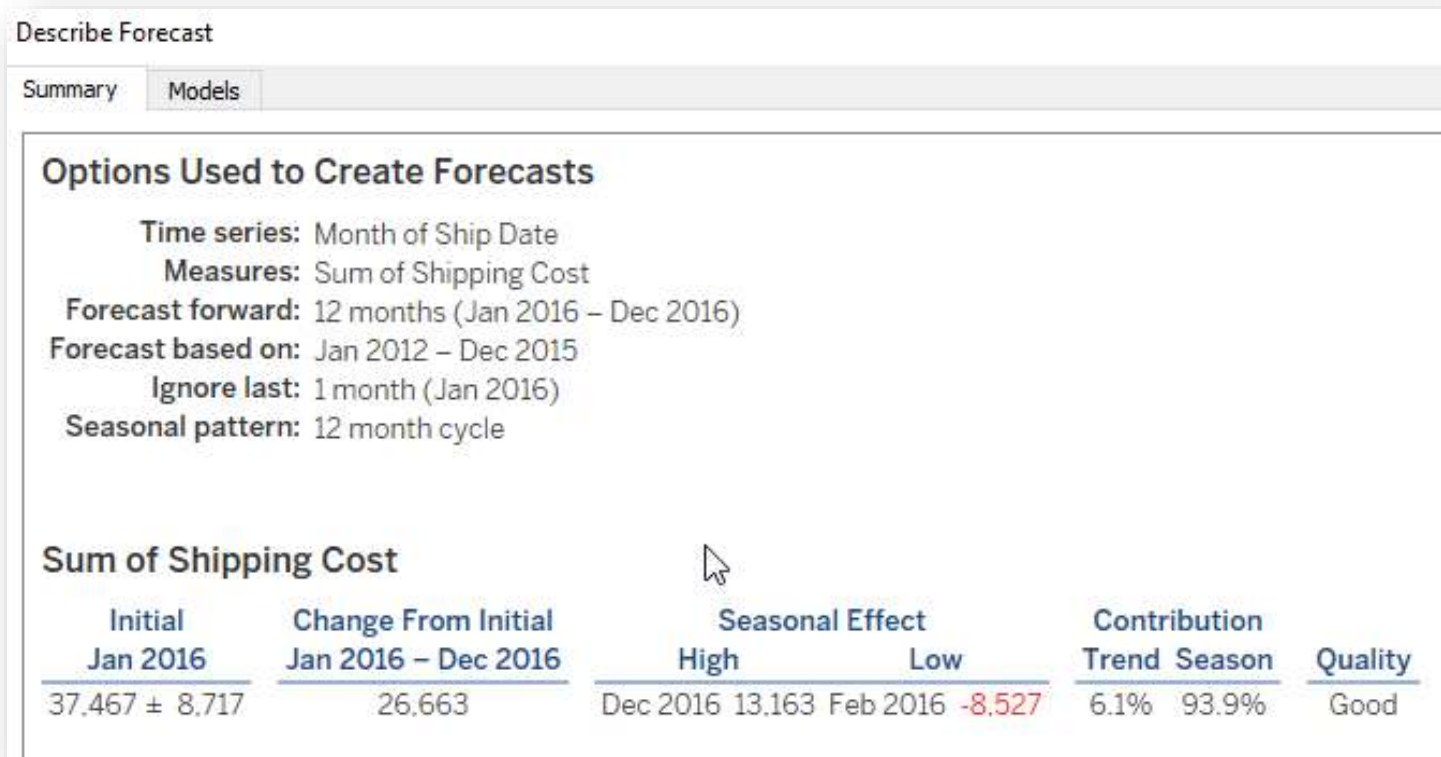 Describe Forecast
Summary Models
Options Used to Create Forecasts
Time series: Month of Ship Date
Measures: Sum of Shipping Cost
Forecast forward: 12 months (Jan 2016 – Dec 2016)
Forecast based on: Jan 2012 – Dec 2015
Ignore last: 1 month (Jan 2016)
Seasonal pattern: 12 month cycle
Sum of Shipping Cost
Initial Change From Initial Seasonal Effect Contribution
Jan 2016 Jan 2016 – Dec 2016 High Low Trend Season Quality
37,467 ± 8,717 26,663 Dec 2016 13,163 Feb 2016 -8,527 6.1% 93.9% Good